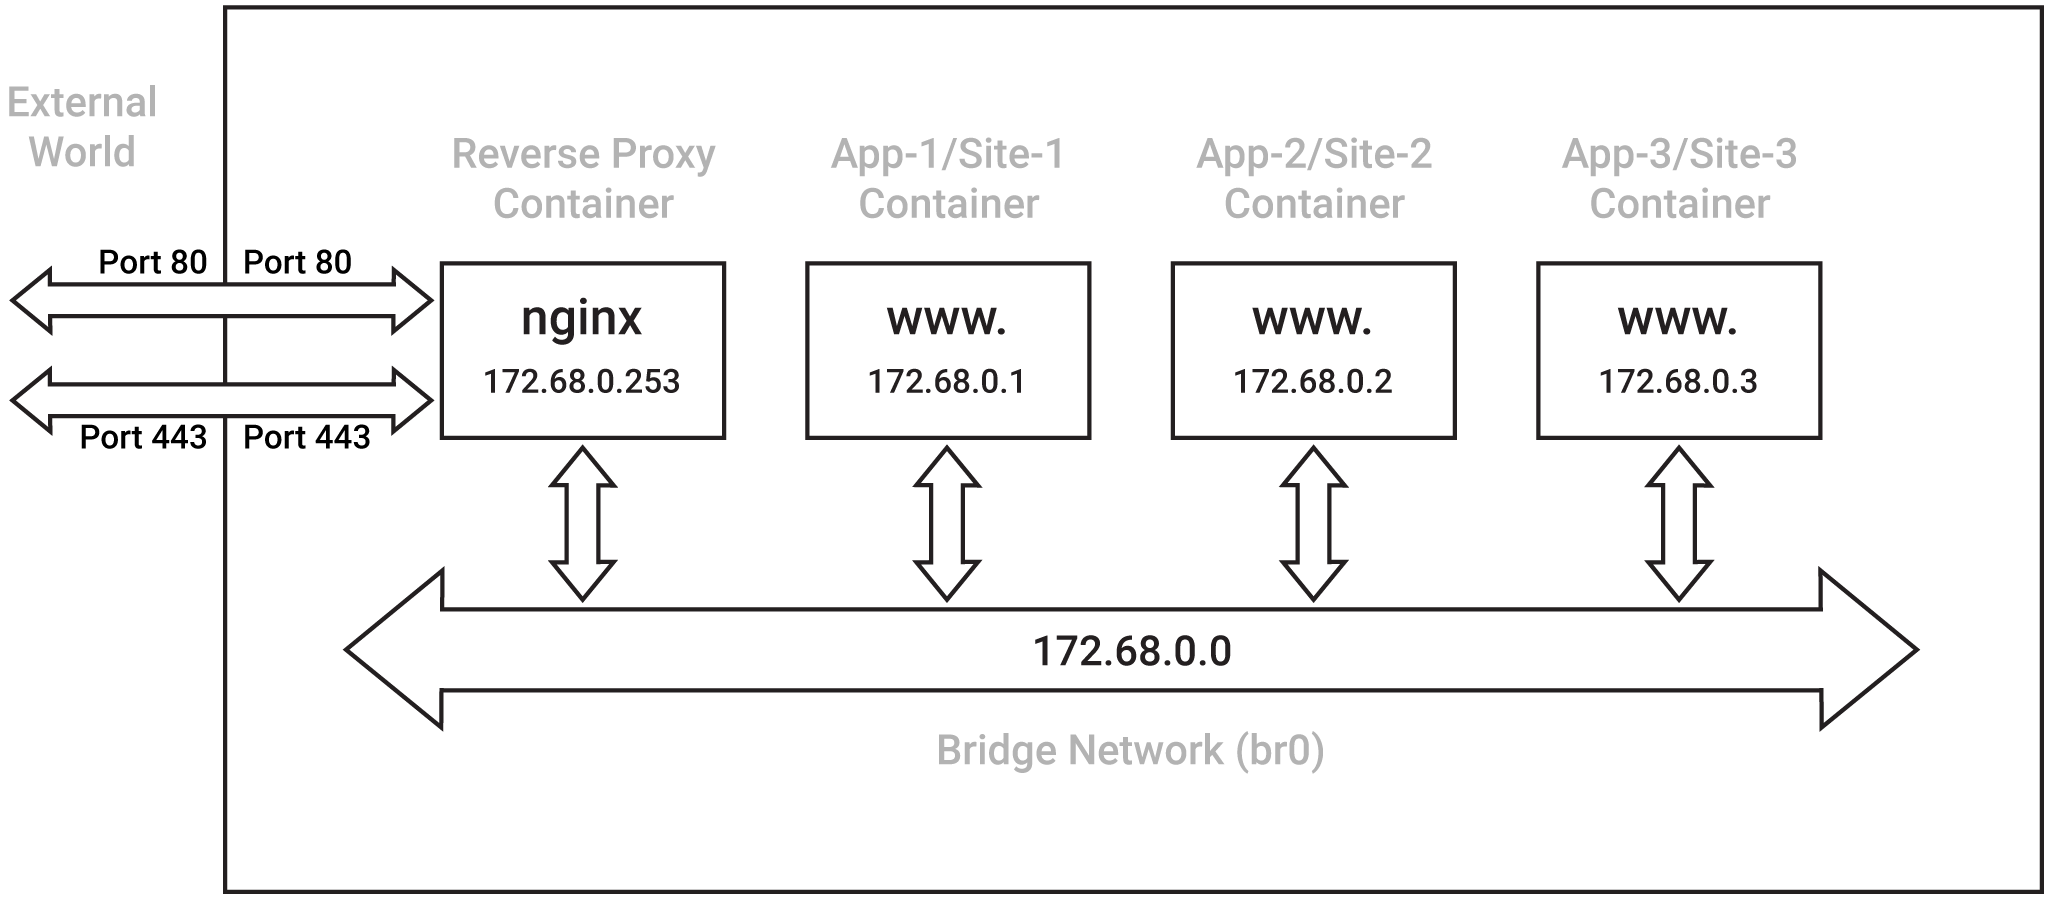 External
World
Reverse Proxy
Container
App-1/Site-1
Container
App-2/Site-2
Container
App-3/Site-3
Container
Port 80
Port 80
Port 443
Port 443
nginx
172.68.0.253
www.
172.68.0.1
www.
172.68.0.2
www.
172.68.0.3
172.68.0.0
Bridge Network (br0)